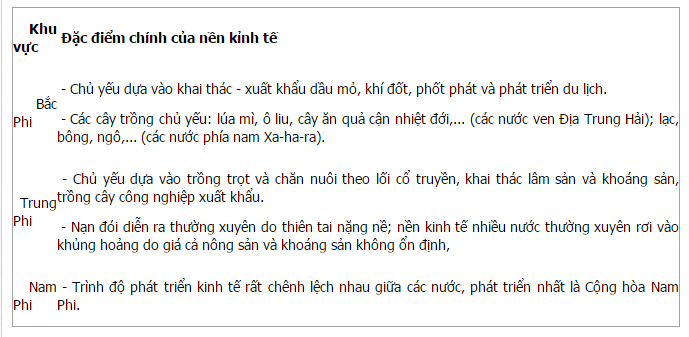 Khu vực
Đặc điểm chính của nền kỉnh tế
Bắc Phi
- Chủ yếu dựa vào khai thác - xuất khẩu dầu mỏ, khí đốt, phốt phát và phát triển du lịch.
- Các cây trồng chủ yếu: lúa mì, ô liu, cây ăn quả cận nhiệt đới,... (các nước ven Địa Trung Hải); lạc,
bông, ngô,... (các nước phía nam Xa-ha-ra).
Trung Phi
- Chủ yếu dựa vào trồng trọt và chăn nuôi theo lối cổ truyền, khai thác lâm sản và khoáng sản,
trồng cây công nghiệp xuất khẩu.
- Nạn đói diễn ra thường xuyên do thiên tai nặng nề; nền kinh tế nhiều nước thường xuyên rơi vào
khủng hoảng do giá cả nông sản và khoáng sản không ổn định,
Nam Phi
- Trình độ phát triển kinh tế rất chênh lệch nhau giữa các nước, phát triển nhất là Cộng hòa Nam
Phi.